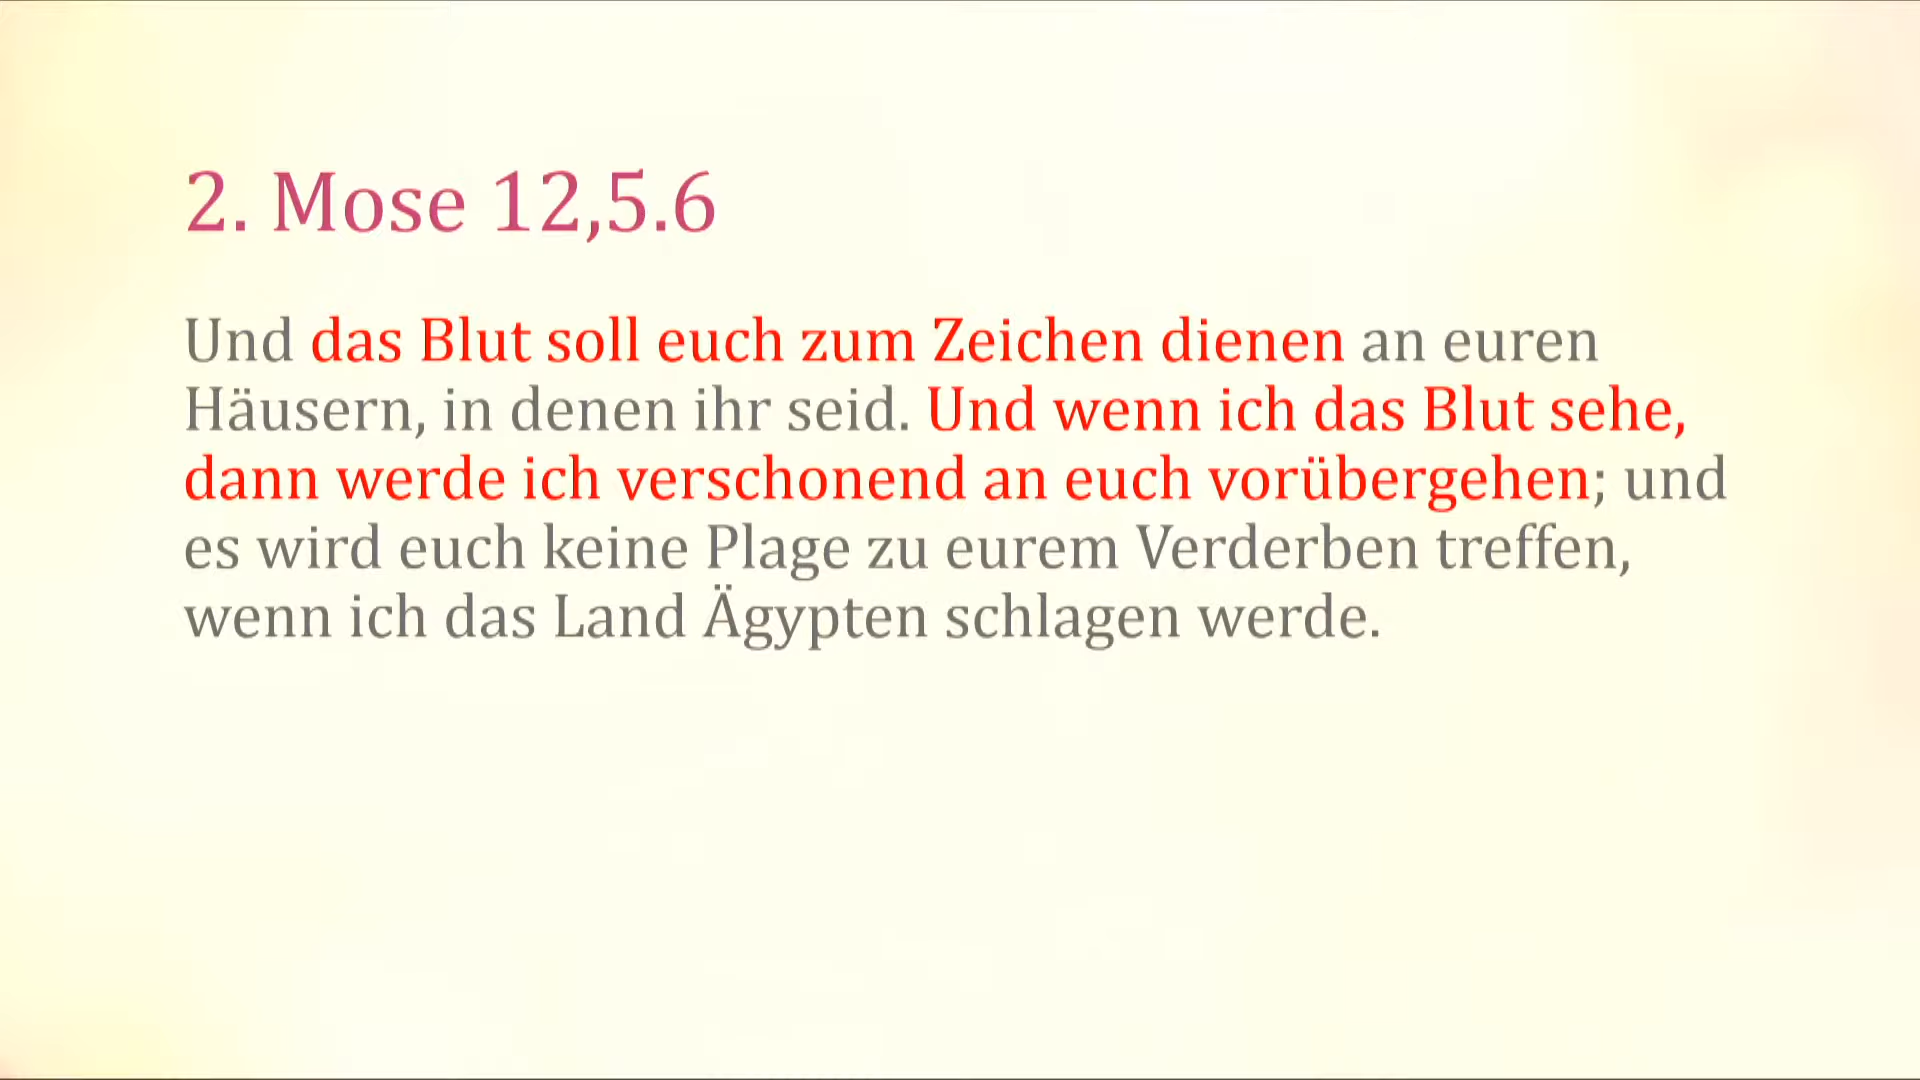 2. Mose 12,5.6
Und das Blut soll euch zum Zeichen dienen an euren
Häusern, in denen ihr seid. Und wenn ich das Blut sehe,
dann werde ich verschonend an euch vorübergehen; und
es wird euch keine Plage zu eurem Verderben treffen,
wenn ich das Land Ägypten schlagen werde.